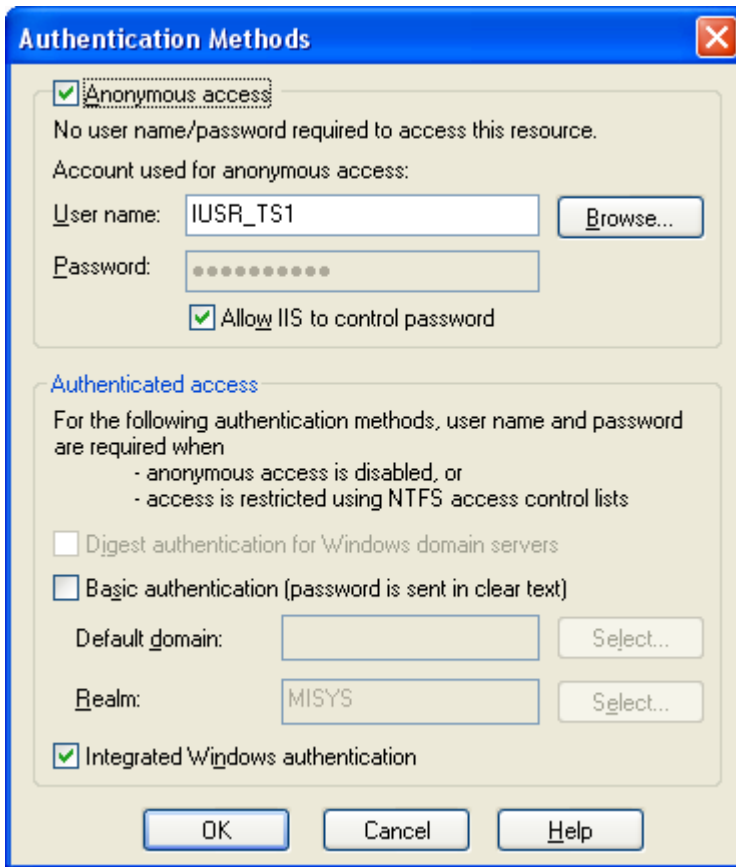 Authentication Methods
Anonymous access
No user name/password required to access this resource.
Account used for anonymous access:
User name: IUSR_TS1 Browse...
Password: ●●●●●●●●●●
Allow IIS to control password
Authenticated access
For the following authentication methods, user name and password
are required when
- anonymous access is disabled, or
- access is restricted using NTFS access control lists
Digest authentication for Windows domain servers
Basic authentication (password is sent in clear text)
Default domain: Select...
Realm: MISYS Select...
Integrated Windows authentication
OK Cancel Help